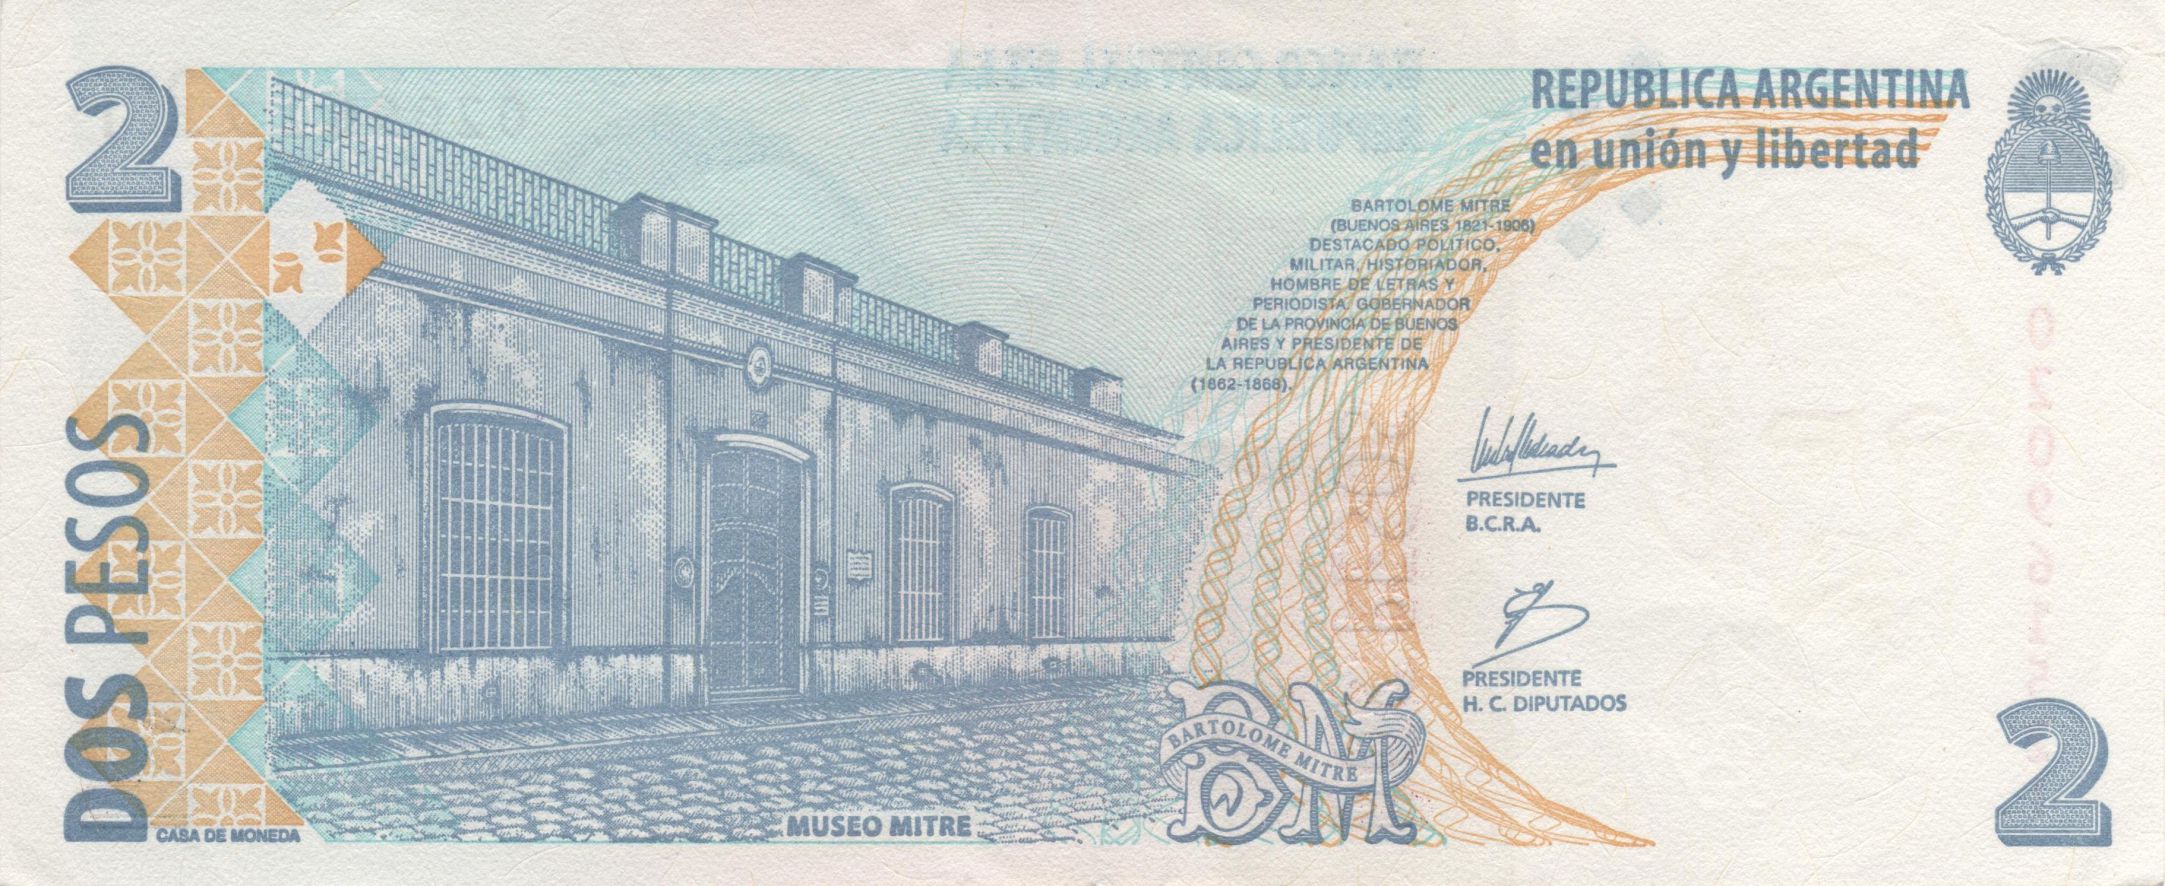 2
REPUBLICA ARGENTINA
en unión y libertad
BARTOLOME MITRE
(BUENOS AIRES 1821-1906)
DESTACADO POLITICO,
MILITAR, HISTORIADOR,
HOMBRE DE LETRAS Y
PERIODISTA. GOBERNADOR
DE LA PROVINCIA DE BUENOS
AIRES Y PRESIDENTE DE
LA REPUBLICA ARGENTINA
(1862-1868).
PRESIDENTE
B.C.R.A.
PRESIDENTE
H. C. DIPUTADOS
DOS PESOS
CASA DE MONEDA
MUSEO MITRE
BM
BARTOLOME MITRE
2